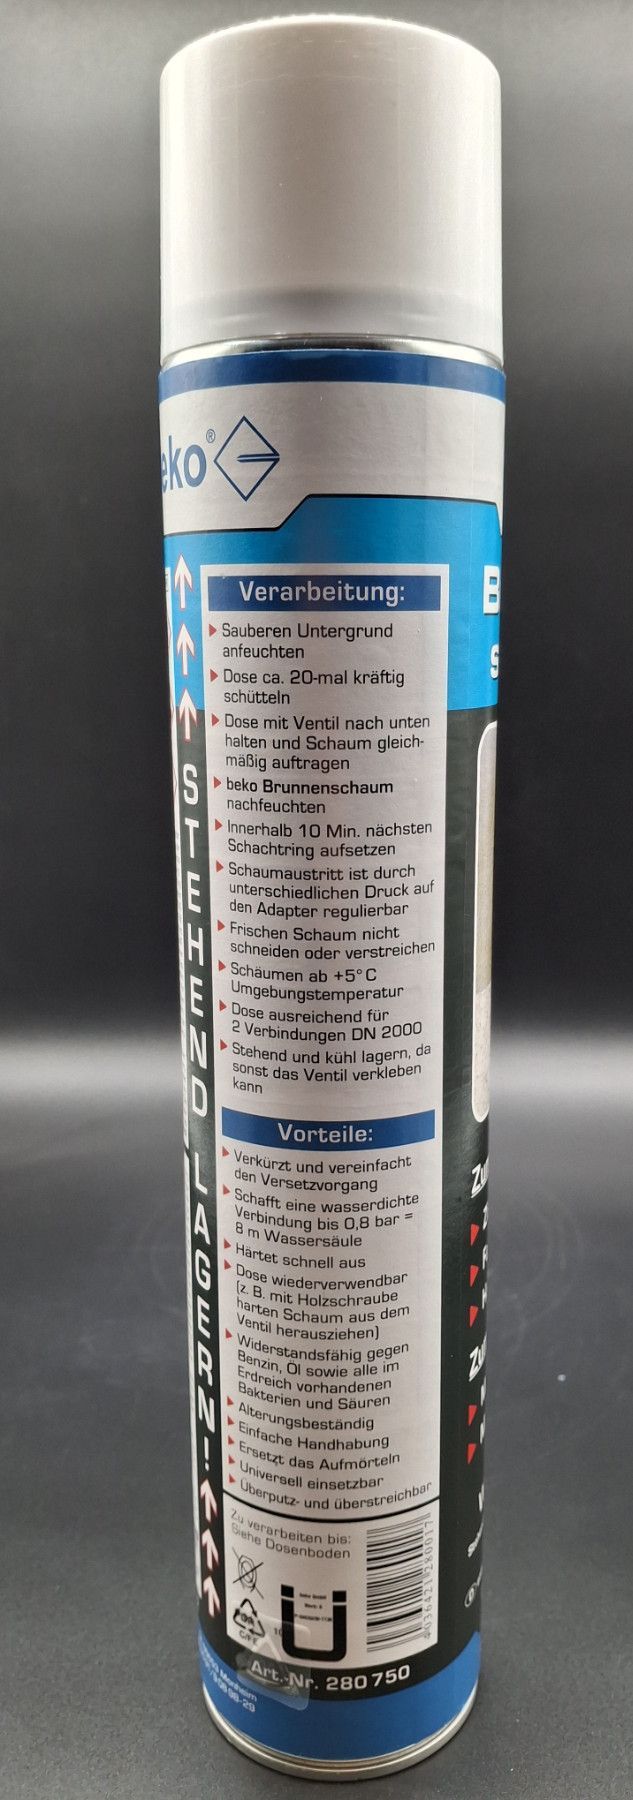 eko®
Verarbeitung:
Sauberen Untergrund
anfeuchten
Dose ca. 20-mal kräftig
schütteln
Dose mit Ventil nach unten
halten und Schaum gleich-
mäßig auftragen
beko Brunnenschaum
nachfeuchten
Innerhalb 10 Min. nächsten
Schachtring aufsetzen
Schaumaustritt ist durch
unterschiedlichen Druck auf
den Adapter regulierbar
Frischen Schaum nicht
schneiden oder verstreichen
Schäumen ab +5°C
Umgebungstemperatur
Dose ausreichend für
2 Verbindungen DN 2000
Stehend und kühl lagern, da
sonst das Ventil verkleben
kann
Vorteile:
Verkürzt und vereinfacht
den Versetzvorgang
Schafft eine wasserdichte
Verbindung bis 0,8 bar =
8 m Wassersäule
Härtet schnell aus
Dose wiederverwendbar
(z. B. mit Holzschraube
harten Schaum aus dem
Ventil herausziehen)
Widerstandsfähig gegen
Benzin, Öl sowie alle im
Erdreich vorhandenen
Bakterien und Säuren
Alterungsbeständig
Einfache Handhabung
Ersetzt das Aufmörteln
Universell einsetzbar
Überputz- und überstreichbar
STEHEND LAGERN!
Zu verarbeiten bis:
Siehe Dosenboden
C/FE
Ü
4036421280017
Art.-Nr. 280 750
Monheim